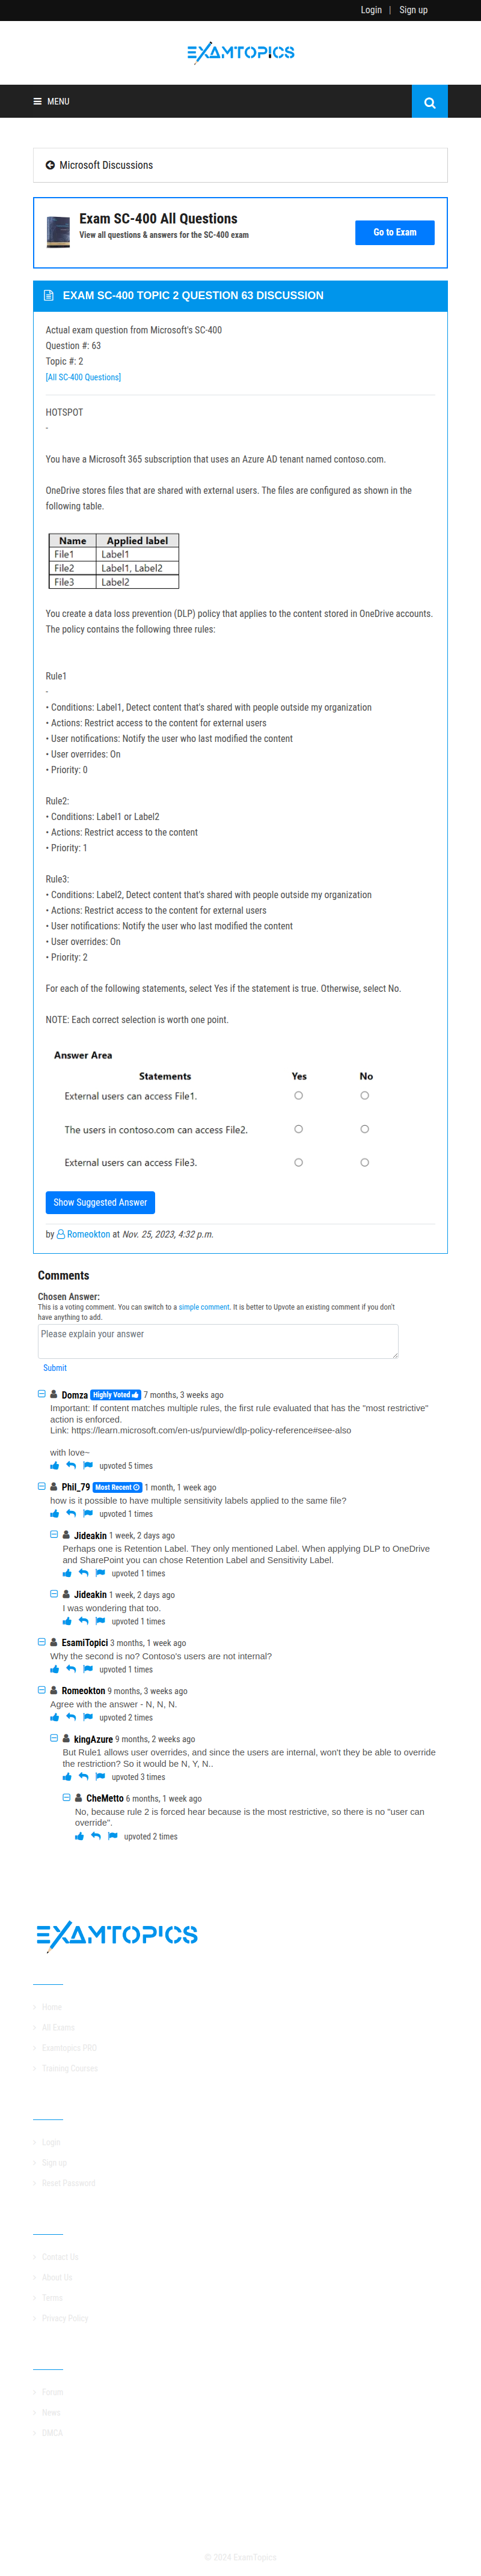 Login | Sign up
EXAMTOPICS
MENU
Microsoft Discussions
Exam SC-400 All Questions
View all questions & answers for the SC-400 exam
Go to Exam
EXAM SC-400 TOPIC 2 QUESTION 63 DISCUSSION
Actual exam question from Microsoft's SC-400
Question #: 63
Topic #: 2
[All SC-400 Questions]
HOTSPOT
-
You have a Microsoft 365 subscription that uses an Azure AD tenant named contoso.com.
OneDrive stores files that are shared with external users. The files are configured as shown in the
following table.
Name Applied label
File1 Label1
File2 Label1, Label2
File3 Label2
You create a data loss prevention (DLP) policy that applies to the content stored in OneDrive accounts.
The policy contains the following three rules:
Rule1
-
• Conditions: Label1, Detect content that's shared with people outside my organization
• Actions: Restrict access to the content for external users
• User notifications: Notify the user who last modified the content
• User overrides: On
• Priority: 0
Rule2:
• Conditions: Label1 or Label2
• Actions: Restrict access to the content
• Priority: 1
Rule3:
• Conditions: Label2, Detect content that's shared with people outside my organization
• Actions: Restrict access to the content for external users
• User notifications: Notify the user who last modified the content
• User overrides: On
• Priority: 2
For each of the following statements, select Yes if the statement is true. Otherwise, select No.
NOTE: Each correct selection is worth one point.
Answer Area
Statements Yes No
External users can access File1.
The users in contoso.com can access File2.
External users can access File3.
Show Suggested Answer
by Romeokton at Nov. 25, 2023, 4:32 p.m.
Comments
Chosen Answer:
This is a voting comment. You can switch to a simple comment. It is better to Upvote an existing comment if you don't
have anything to add.
Please explain your answer
Submit
Domza Highly Voted 7 months, 3 weeks ago
Important: If content matches multiple rules, the first rule evaluated that has the "most restrictive"
action is enforced.
Link: https://learn.microsoft.com/en-us/purview/dlp-policy-reference#see-also
with love~
upvoted 5 times
Phil_79 Most Recent 1 month, 1 week ago
how is it possible to have multiple sensitivity labels applied to the same file?
upvoted 1 times
Jideakin 1 week, 2 days ago
Perhaps one is Retention Label. They only mentioned Label. When applying DLP to OneDrive
and SharePoint you can chose Retention Label and Sensitivity Label.
upvoted 1 times
Jideakin 1 week, 2 days ago
I was wondering that too.
upvoted 1 times
EsamiTopici 3 months, 1 week ago
Why the second is no? Contoso's users are not internal?
upvoted 1 times
Romeokton 9 months, 3 weeks ago
Agree with the answer - N, N, N.
upvoted 2 times
kingAzure 9 months, 2 weeks ago
But Rule1 allows user overrides, and since the users are internal, won't they be able to override
the restriction? So it would be N, Y, N..
upvoted 3 times
CheMetto 6 months, 1 week ago
No, because rule 2 is forced hear because is the most restrictive, so there is no "user can
override".
upvoted 2 times
EXAMTOPICS
Home
All Exams
Examtopics PRO
Training Courses
Login
Sign up
Reset Password
Contact Us
About Us
Terms
Privacy Policy
Forum
News
DMCA
© 2024 ExamTopics